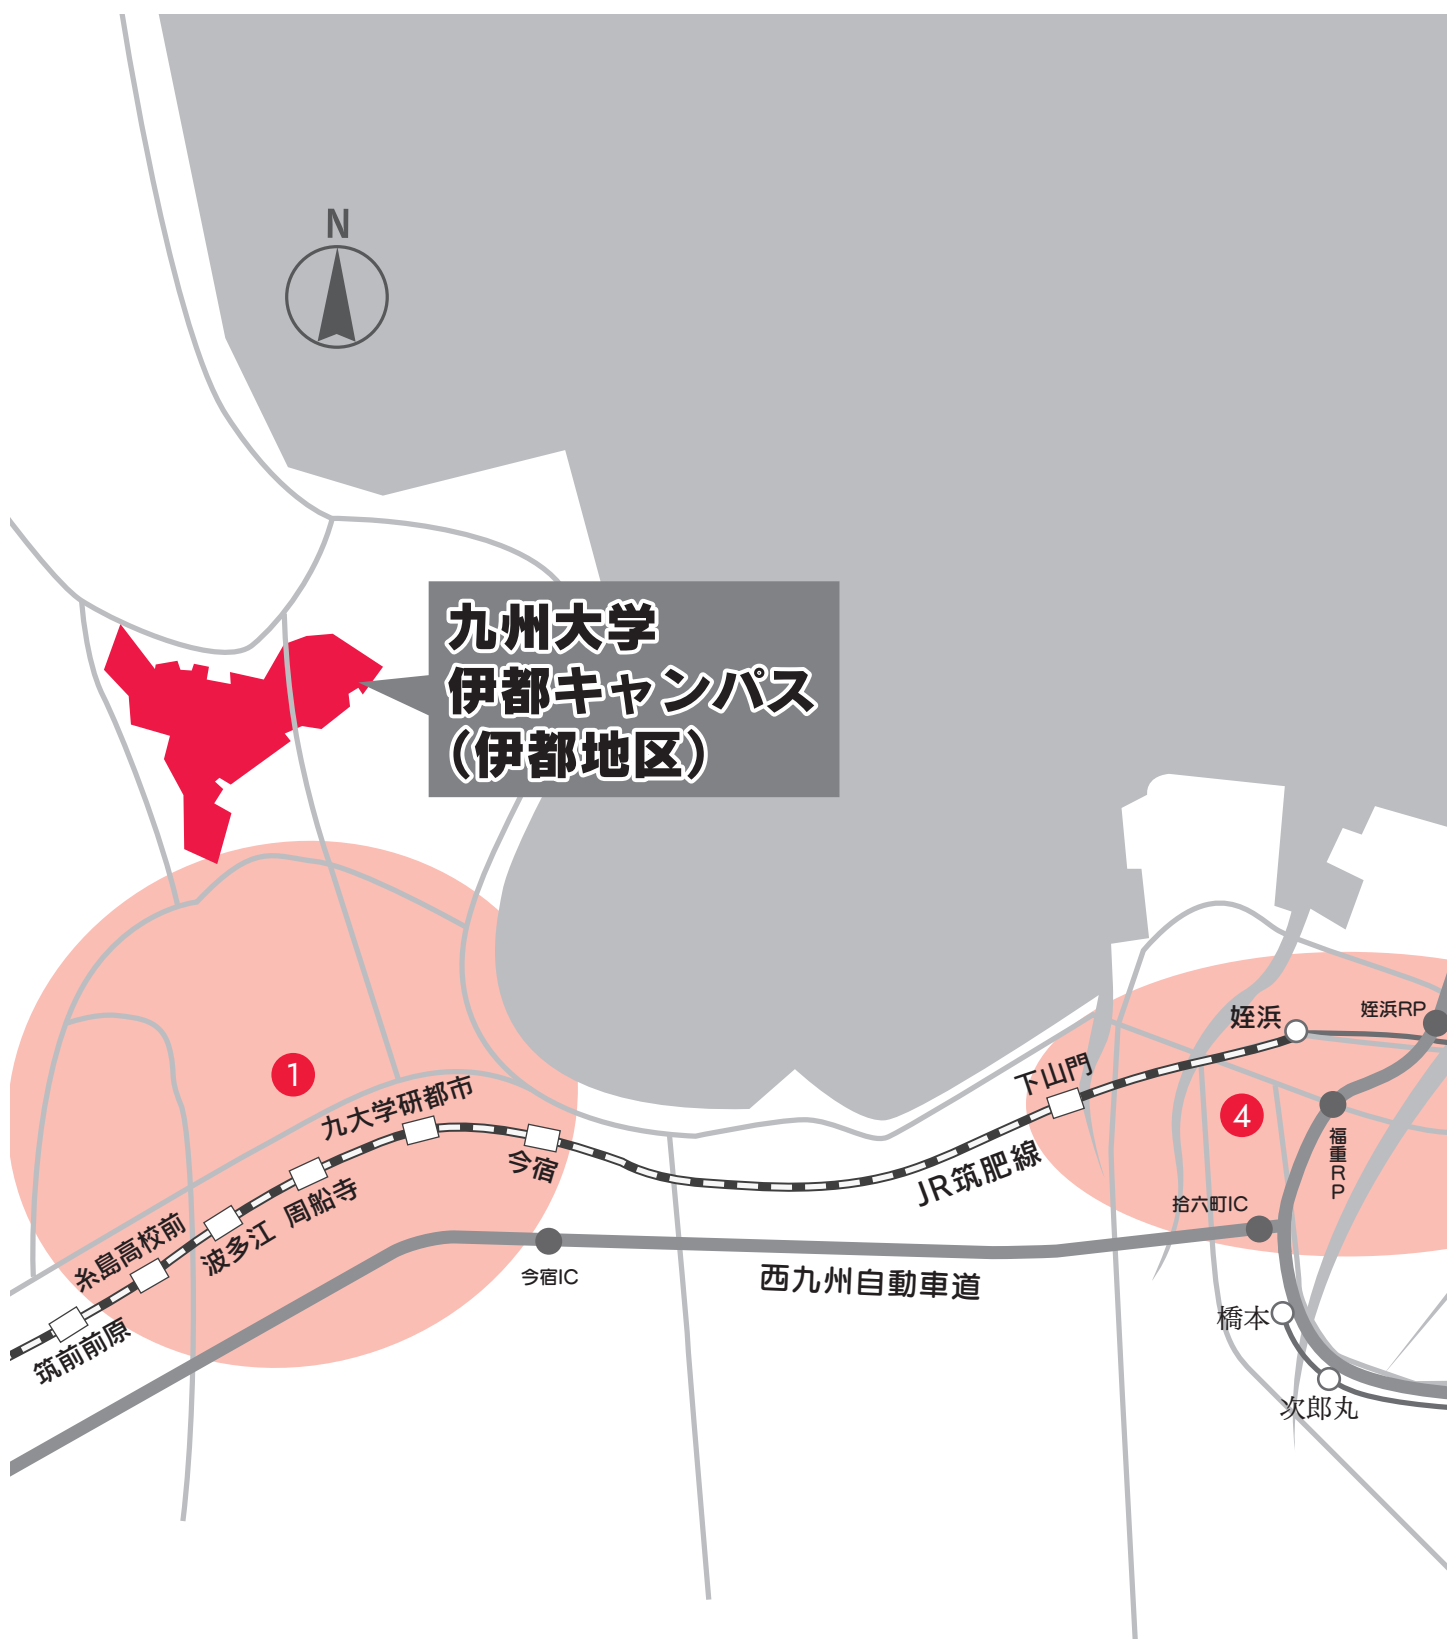 N
九州大学
伊都キャンパス
（伊都地区）
姪浜
姪浜RP
1
下山門
九大学研都市
4
福重RP
今宿
JR筑肥線
周船寺
拾六町IC
波多江
糸島高校前
今宿IC
西九州自動車道
橋本
筑前前原
次郎丸